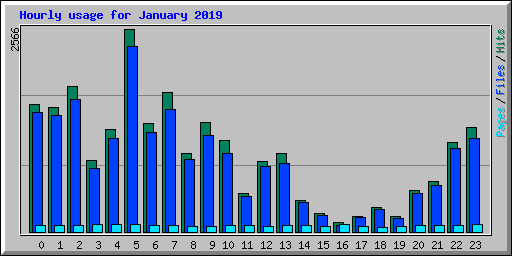 Hourly usage for January 2019
2566
Pages/Files/Hits
0 1 2 3 4 5 6 7 8 9 10 11 12 13 14 15 16 17 18 19 20 21 22 23